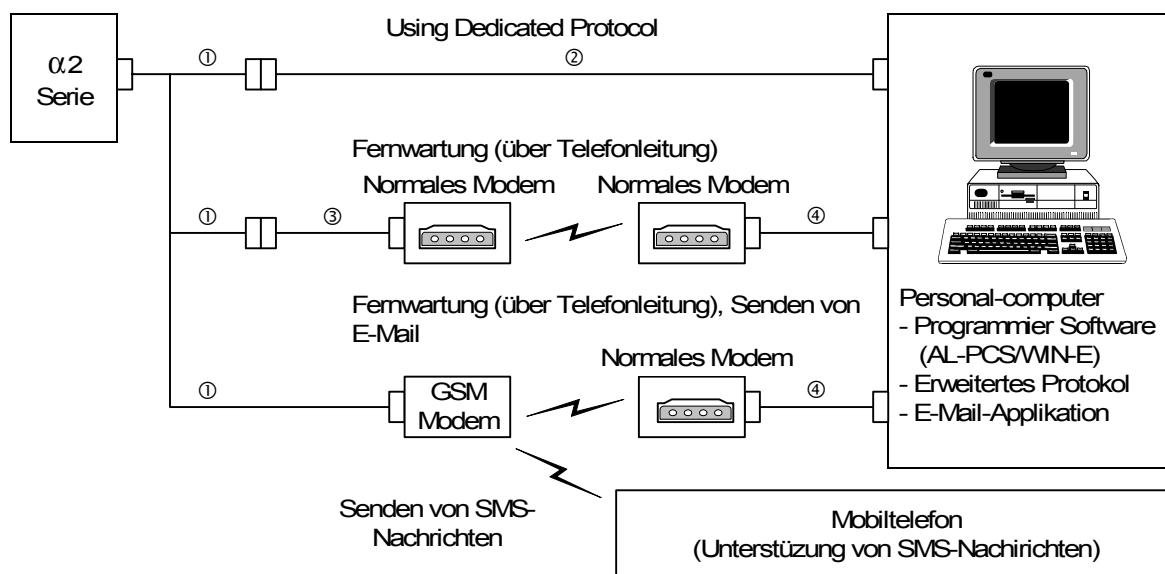 Using Dedicated Protocol
α2
Serie
①
②
Fernwartung (über Telefonleitung)
Normales Modem
Normales Modem
①
③
④
Fernwartung (über Telefonleitung), Senden von
E-Mail
Normales Modem
①
GSM
Modem
④
Personal-computer
- Programmier Software
(AL-PCS/WIN-E)
- Erweitertes Protokol
- E-Mail-Applikation
Senden von SMS-
Nachrichten
Mobiltelefon
(Unterstüzung von SMS-Nachirichten)